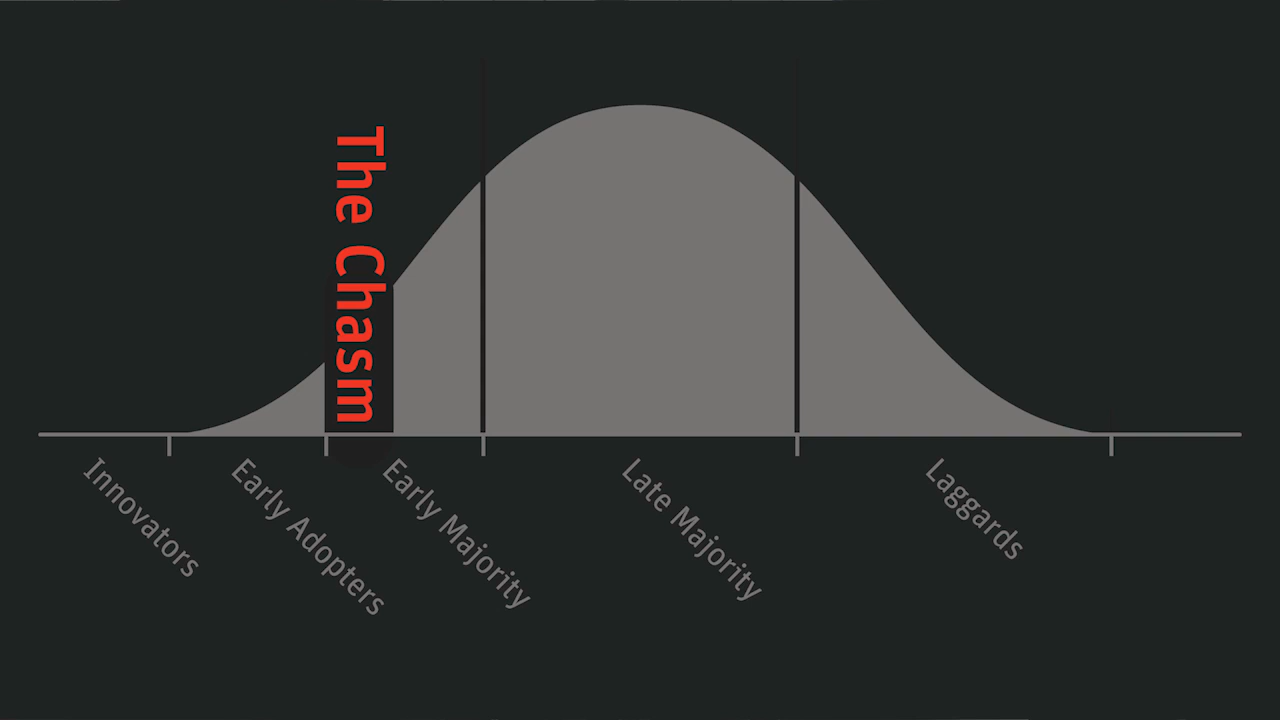 The Chasm
Innovators
Early Adopters
Early Majority
Late Majority
Laggards